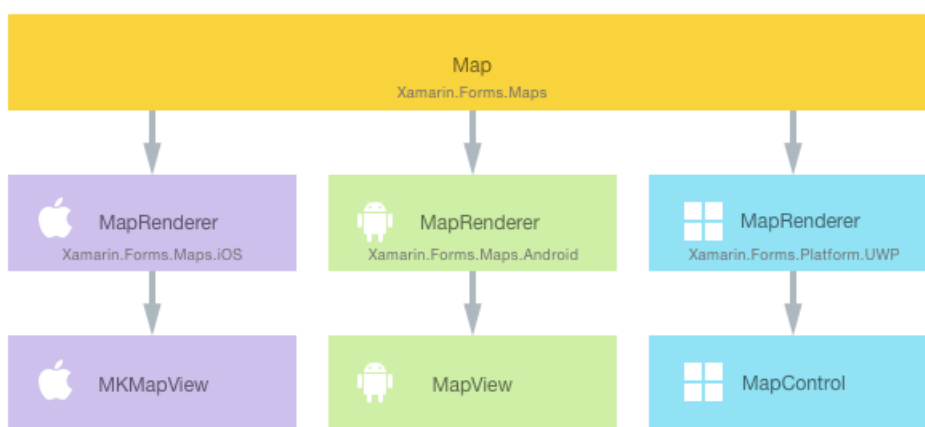 Map
Xamarin.Forms.Maps
MapRenderer
Xamarin.Forms.Maps.iOS
MapRenderer
Xamarin.Forms.Maps.Android
MapRenderer
Xamarin.Forms.Platform.UWP
MKMapView
MapView
MapControl